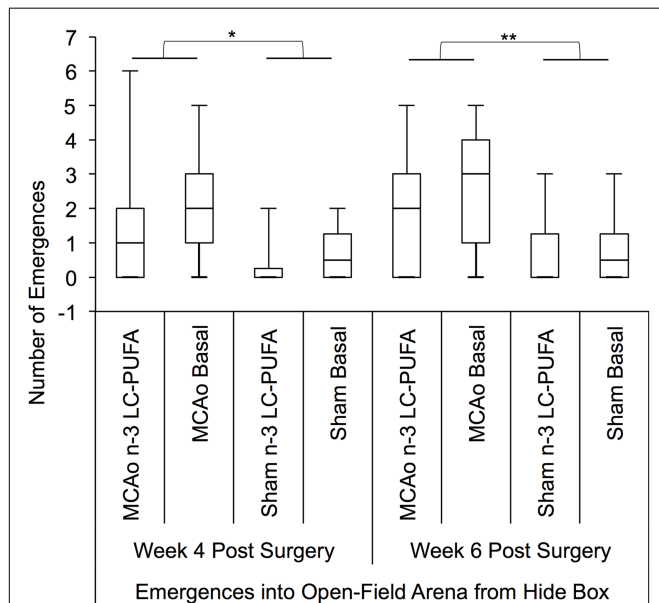 7
6
5
4
3
2
1
0
-1
Number of Emergences
*
**
MCAo n-3 LC-PUFA
MCAo Basal
Sham n-3 LC-PUFA
Sham Basal
MCAo n-3 LC-PUFA
MCAo Basal
Sham n-3 LC-PUFA
Sham Basal
Week 4 Post Surgery
Week 6 Post Surgery
Emergences into Open-Field Arena from Hide Box